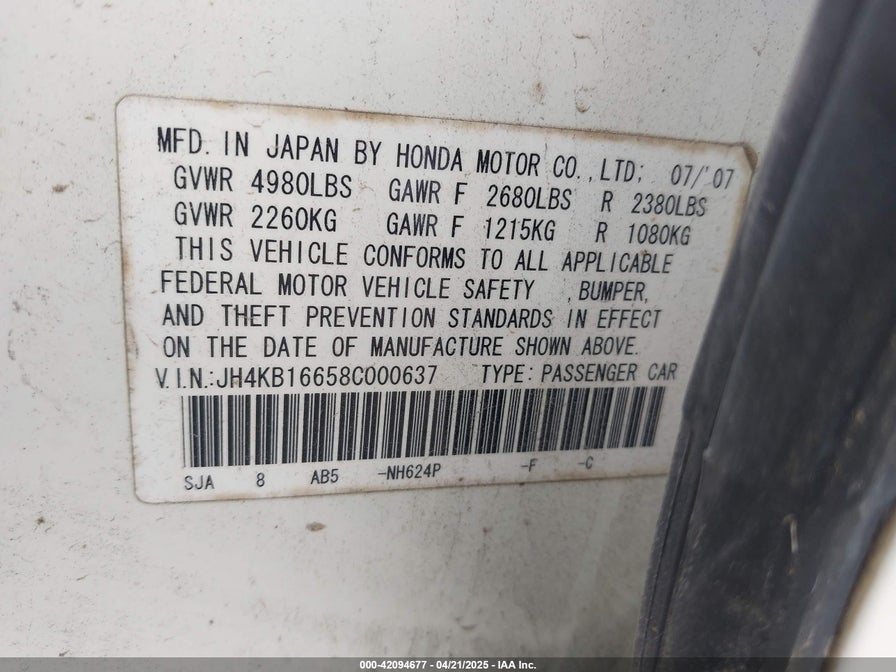 MFD. IN JAPAN BY HONDA MOTOR CO.,LTD; 07/'07
GVWR 4980LBS GAWR F 2680LBS R 2380LBS
GVWR 2260KG GAWR F 1215KG R 1080KG
THIS VEHICLE CONFORMS TO ALL APPLICABLE
FEDERAL MOTOR VEHICLE SAFETY , BUMPER,
AND THEFT PREVENTION STANDARDS IN EFFECT
ON THE DATE OF MANUFACTURE SHOWN ABOVE.
V.I.N.:JH4KB16658C000637 TYPE: PASSENGER CAR
SJA 8 AB5 -NH624P -F -C
000-42094677 - 04/21/2025 - IAA Inc.